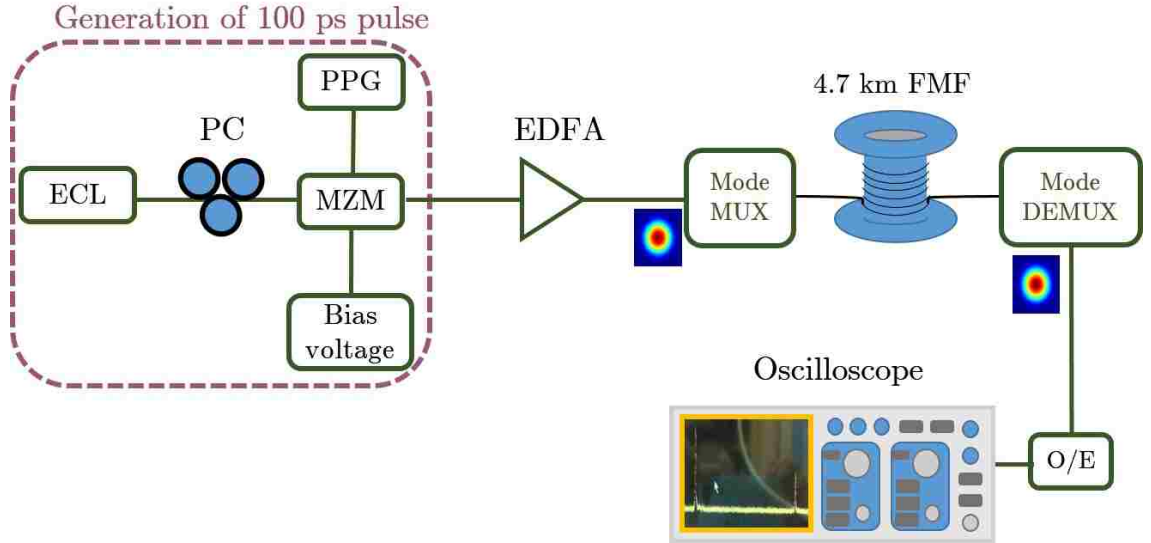 Generation of 100 ps pulse
PPG
PC
ECL
MZM
Bias
voltage
EDFA
Mode
MUX
4.7 km FMF
Mode
DEMUX
Oscilloscope
O/E